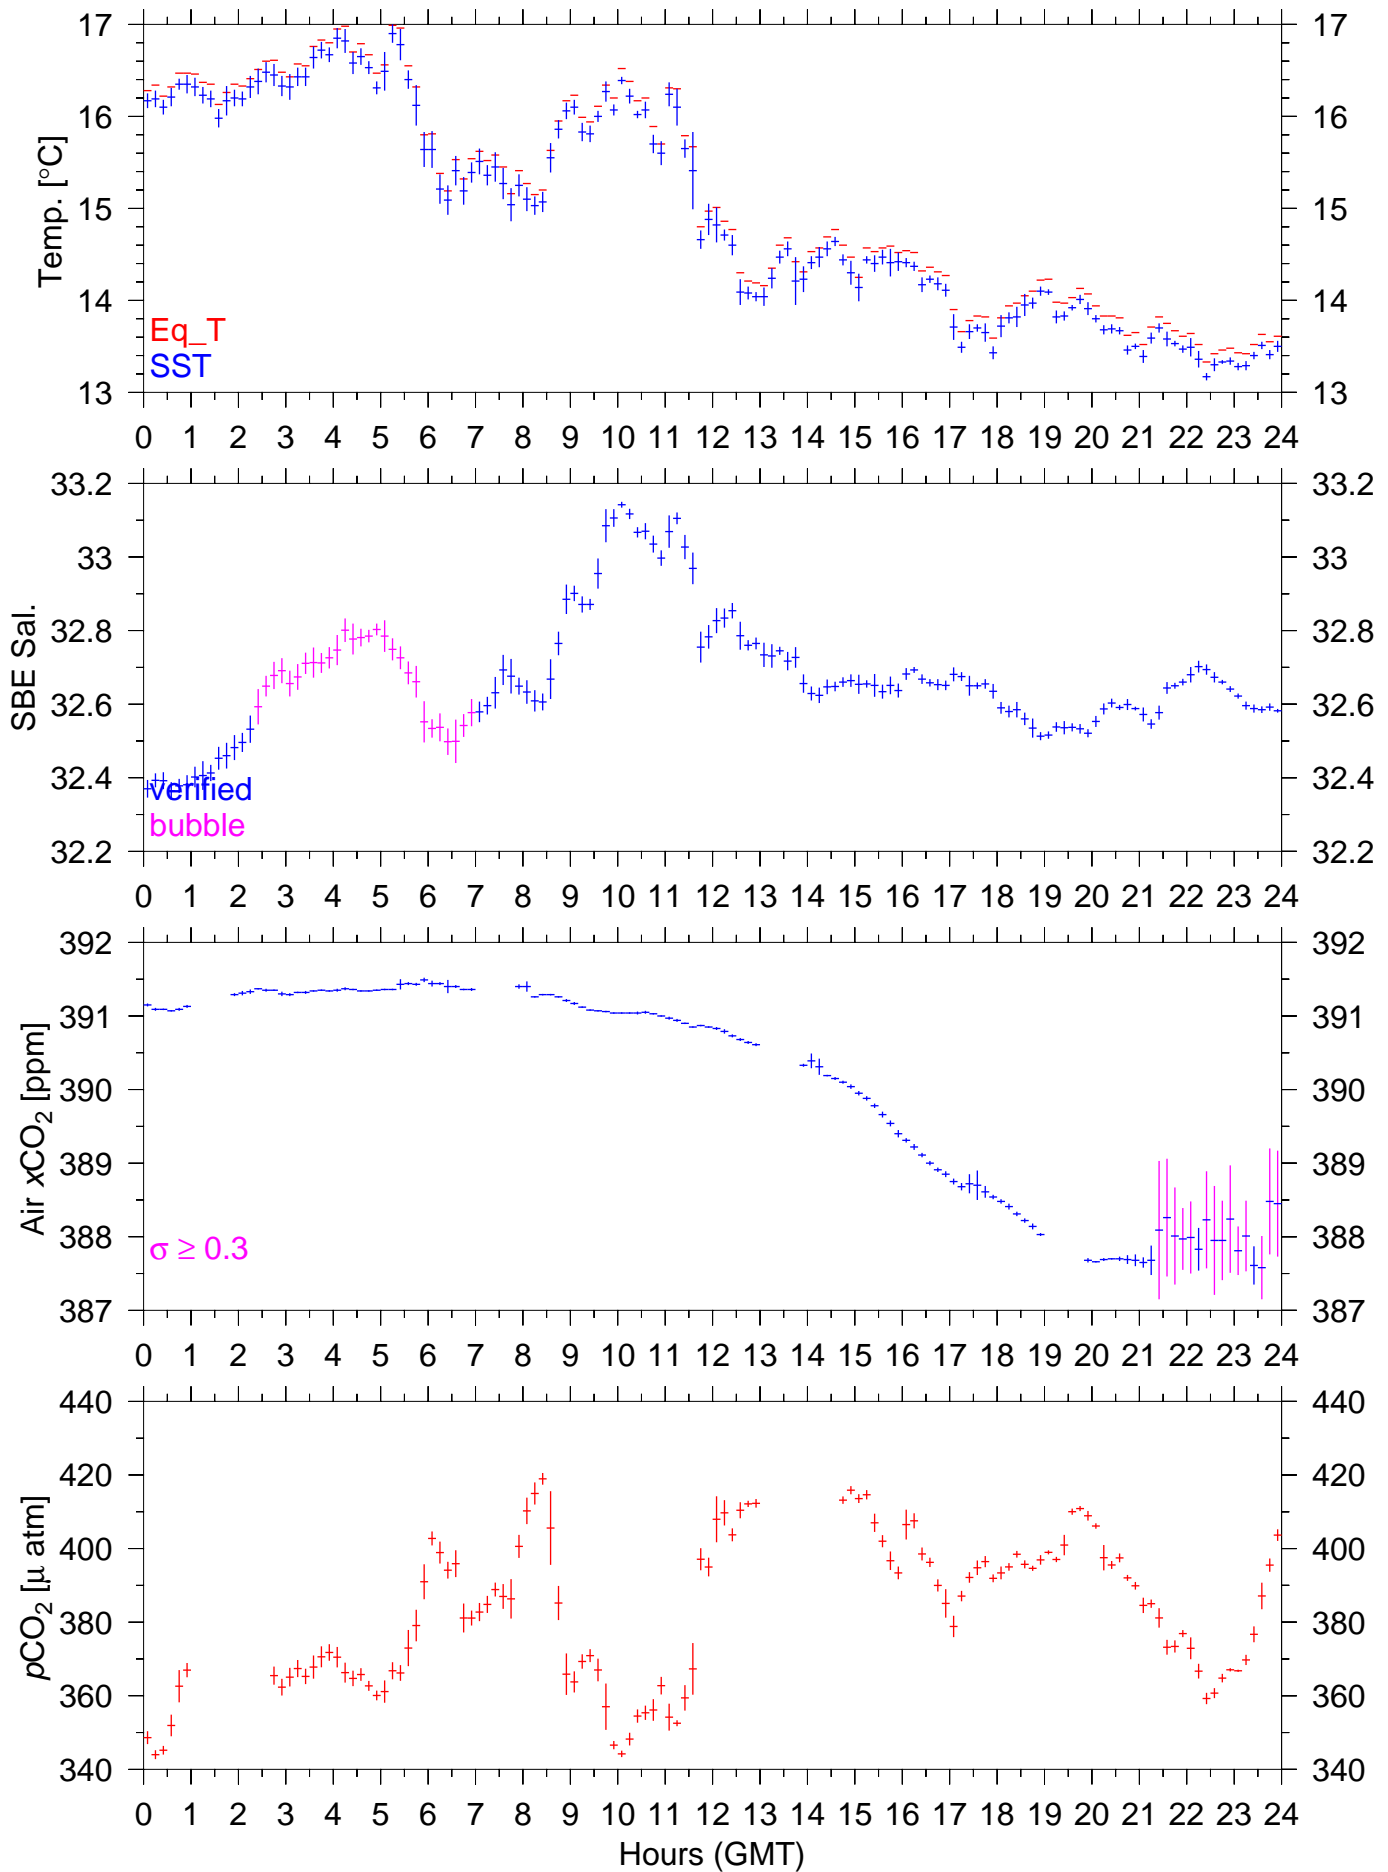 17 17
16 16
Temp. [°C]
15 15
14 14
Eq_T
SST
13 13
0 1 2 3 4 5 6 7 8 9 10 11 12 13 14 15 16 17 18 19 20 21 22 23 24
33.2 33.2
33 33
SBE Sal.
32.8 32.8
32.6 32.6
32.4 32.4
verified
bubble
32.2 32.2
0 1 2 3 4 5 6 7 8 9 10 11 12 13 14 15 16 17 18 19 20 21 22 23 24
392 392
391 391
Air xCO₂ [ppm]
390 390
389 389
388 388
σ ≥ 0.3
387 387
0 1 2 3 4 5 6 7 8 9 10 11 12 13 14 15 16 17 18 19 20 21 22 23 24
440 440
420 420
pCO₂ [μ atm]
400 400
380 380
360 360
340 340
0 1 2 3 4 5 6 7 8 9 10 11 12 13 14 15 16 17 18 19 20 21 22 23 24
Hours (GMT)